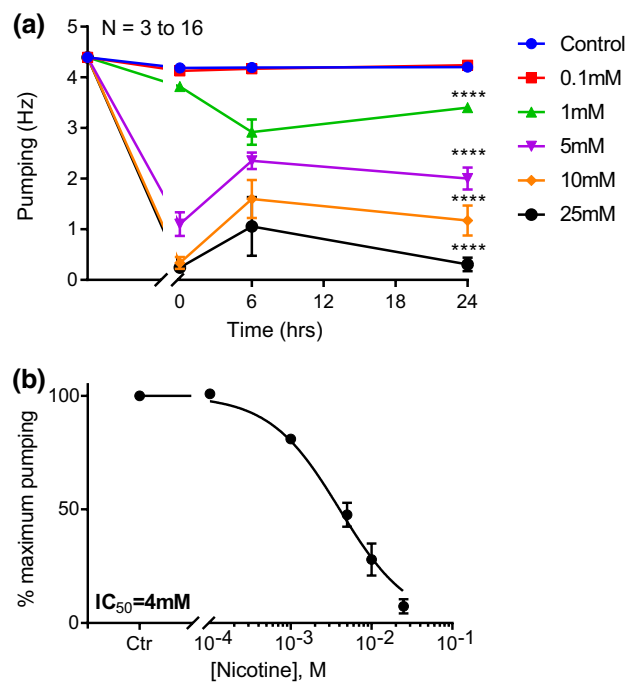 (a)
N = 3 to 16
Pumping (Hz)
5
4
3
2
1
0
****
****
****
****
0 6 12 18 24
Time (hrs)
Control
0.1mM
1mM
5mM
10mM
25mM
(b)
% maximum pumping
100
50
0
IC₅₀=4mM
Ctr 10⁻⁴ 10⁻³ 10⁻² 10⁻¹
[Nicotine], M